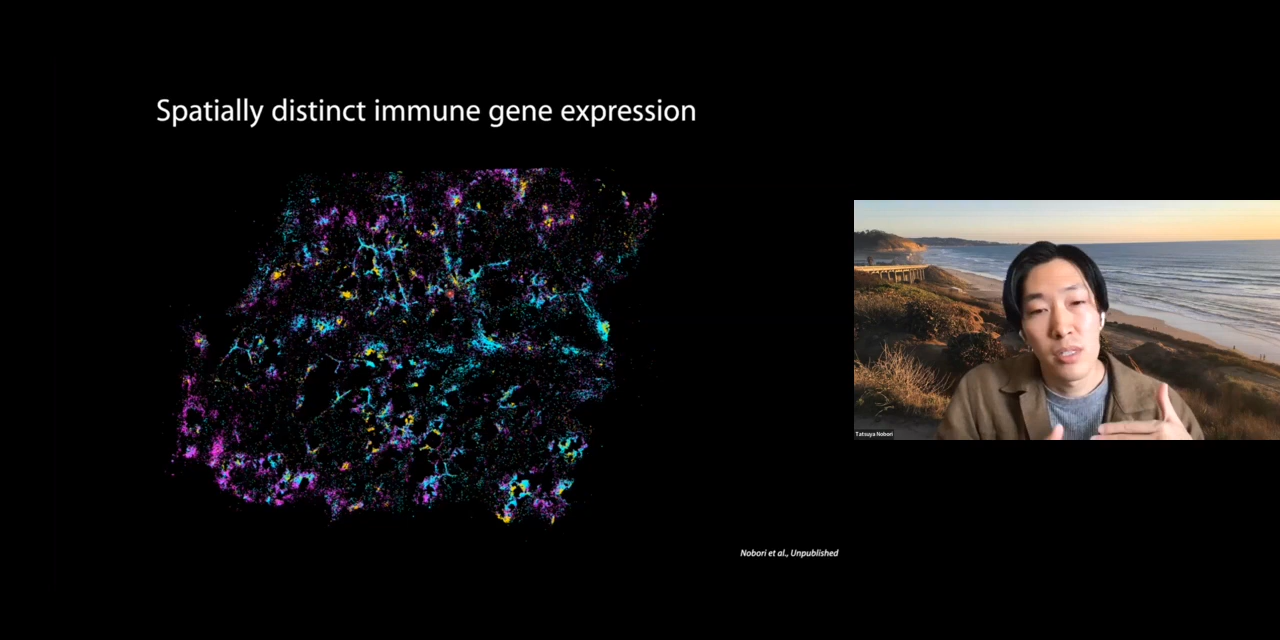 Spatially distinct immune gene expression
Tatsuya Nobori
Nobori et al., Unpublished